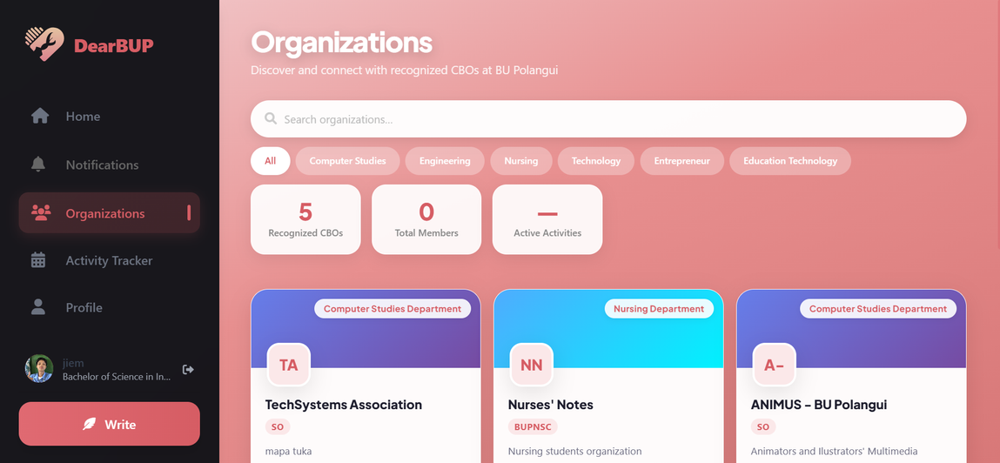 DearBUP
Home
Notifications
Organizations
Activity Tracker
Profile
jiem
Bachelor of Science in In...
Write
Organizations
Discover and connect with recognized CBOs at BU Polangui
Search organizations...
All
Computer Studies
Engineering
Nursing
Technology
Entrepreneur
Education Technology
5
Recognized CBOs
0
Total Members
—
Active Activities
Computer Studies Department
TA
TechSystems Association
SO
mapa tuka
Nursing Department
NN
Nurses' Notes
BUPNSC
Nursing students organization
Computer Studies Department
A-
ANIMUS - BU Polangui
SO
Animators and Ilustrators' Multimedia